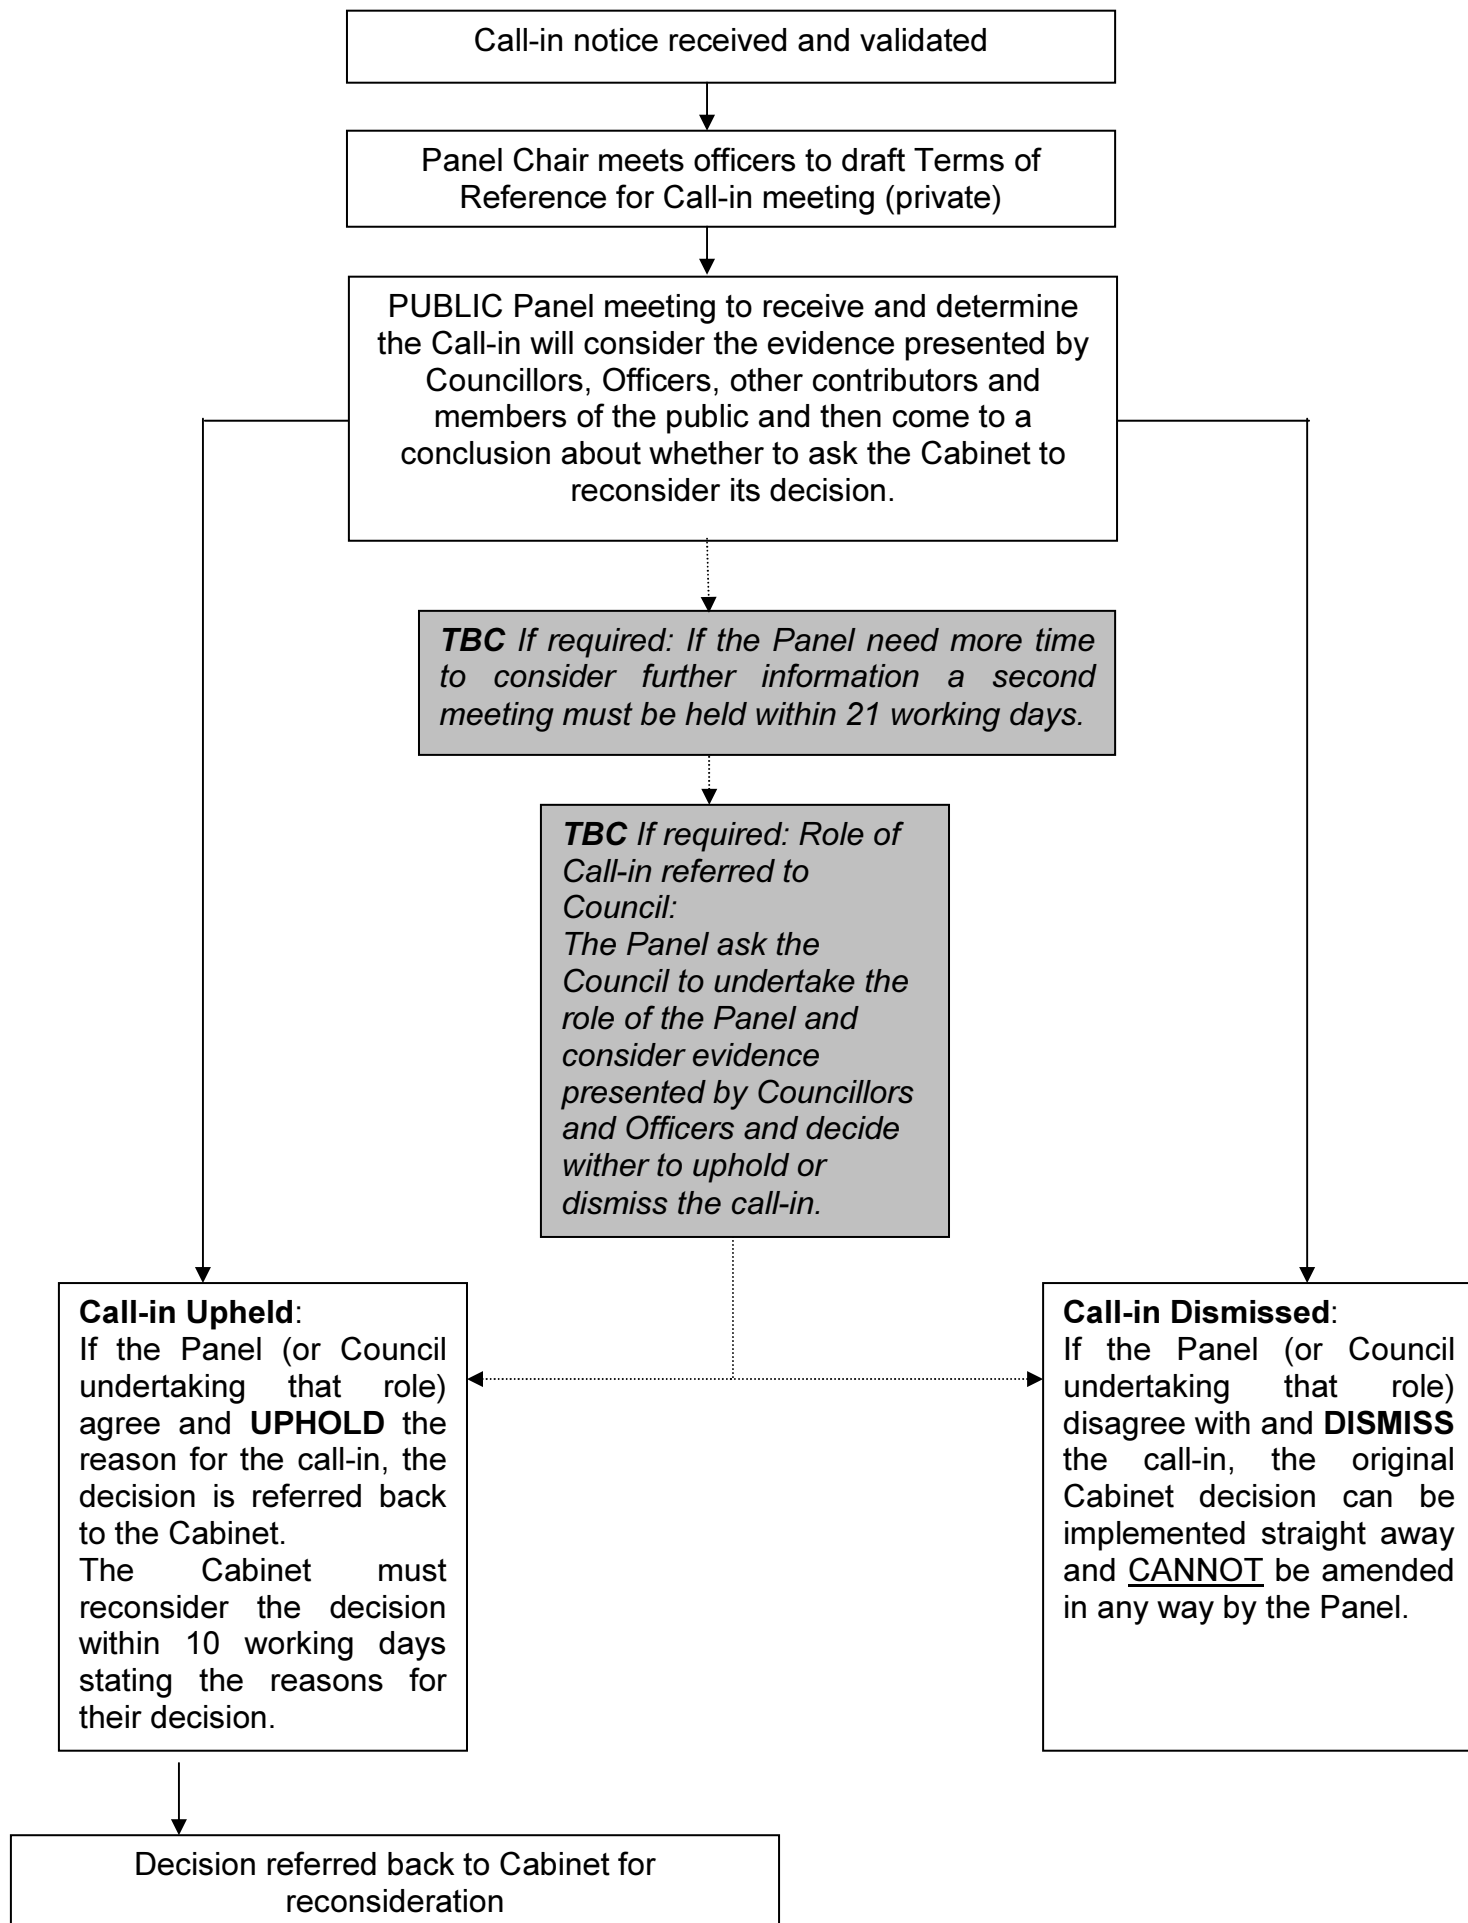 Call-in notice received and validated
Panel Chair meets officers to draft Terms of
Reference for Call-in meeting (private)
PUBLIC Panel meeting to receive and determine
the Call-in will consider the evidence presented by
Councillors, Officers, other contributors and
members of the public and then come to a
conclusion about whether to ask the Cabinet to
reconsider its decision.
TBC If required: If the Panel need more time
to consider further information a second
meeting must be held within 21 working days.
TBC If required: Role of
Call-in referred to
Council:
The Panel ask the
Council to undertake the
role of the Panel and
consider evidence
presented by Councillors
and Officers and decide
wither to uphold or
dismiss the call-in.
Call-in Upheld:
If the Panel (or Council
undertaking that role)
agree and UPHOLD the
reason for the call-in, the
decision is referred back
to the Cabinet.
The Cabinet must
reconsider the decision
within 10 working days
stating the reasons for
their decision.
Call-in Dismissed:
If the Panel (or Council
undertaking that role)
disagree with and DISMISS
the call-in, the original
Cabinet decision can be
implemented straight away
and CANNOT be amended
in any way by the Panel.
Decision referred back to Cabinet for
reconsideration